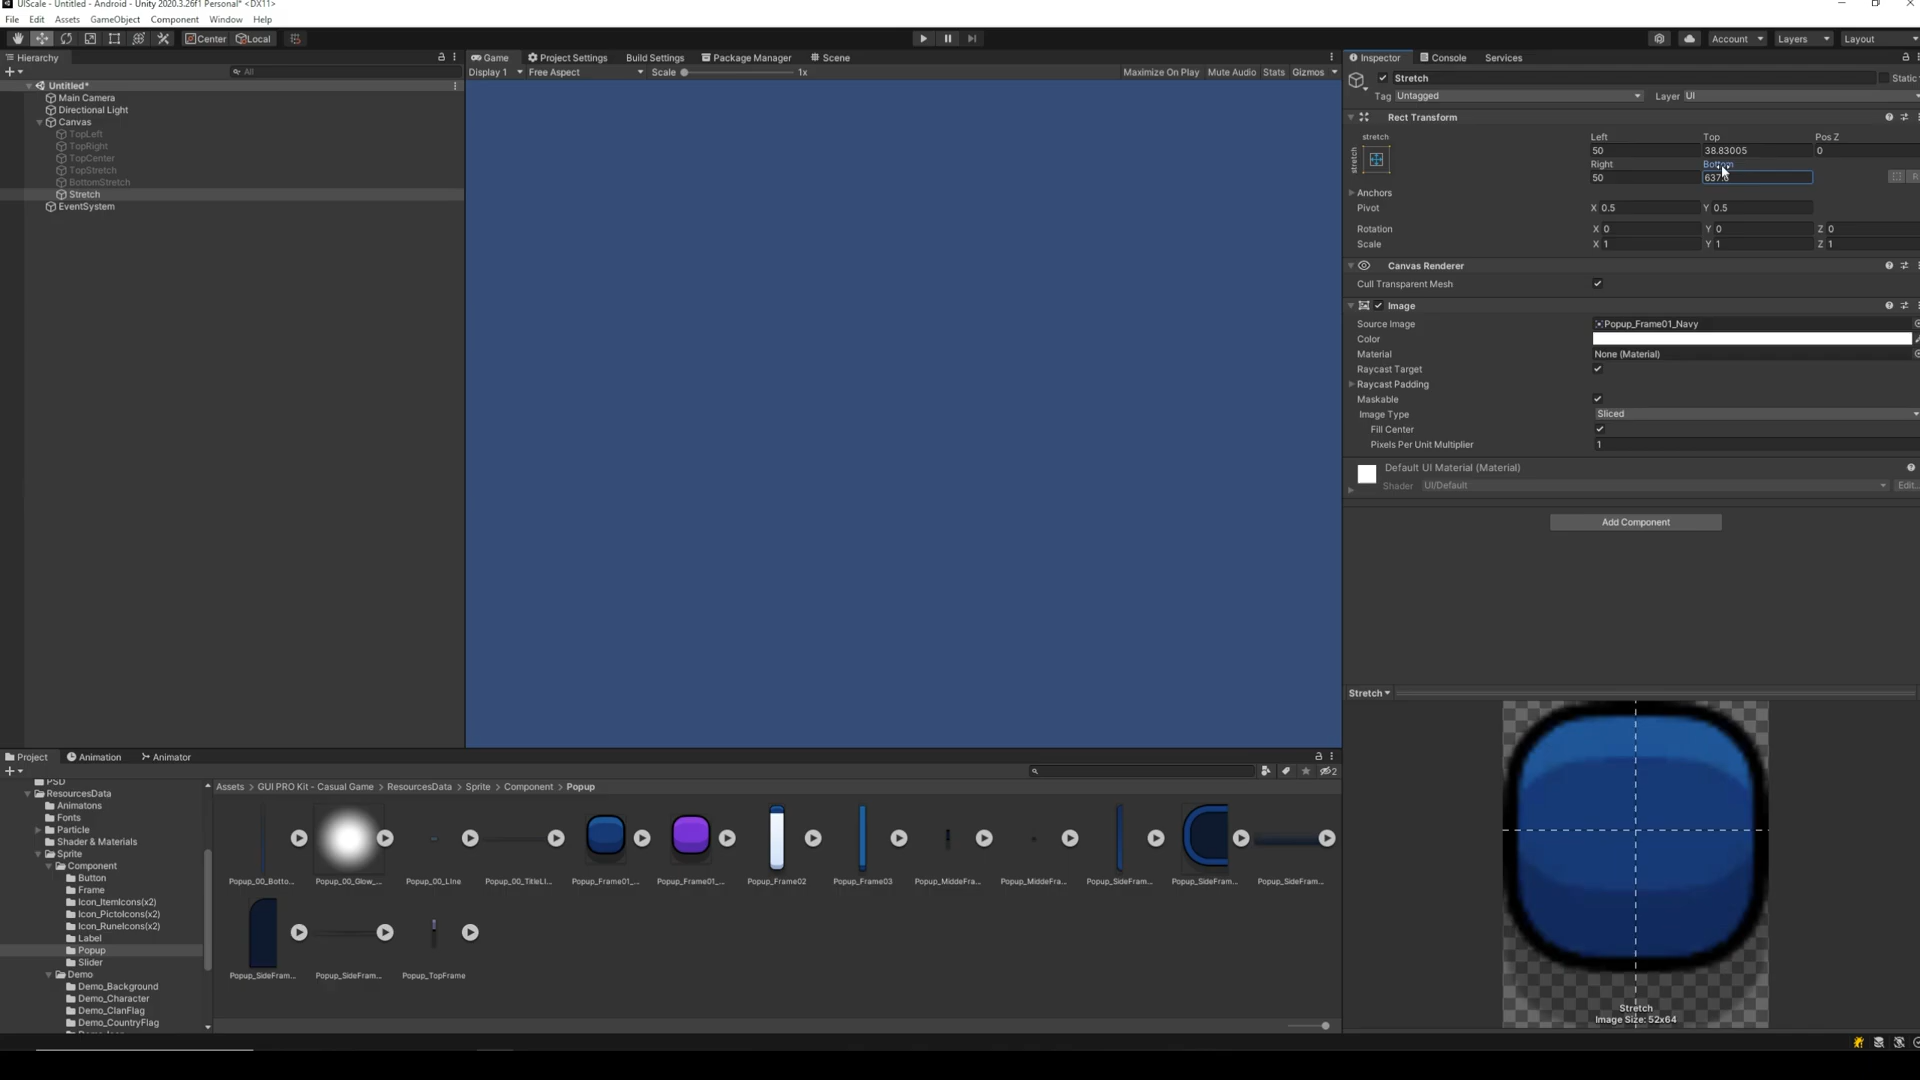 UIScale - Untitled - Android - Unity 2020.3.26f1 Personal* <DX11>
File Edit Assets GameObject Component Window Help
Center Local Account Layers Layout
Hierarchy
All
Untitled*
Main Camera
Directional Light
Canvas
TopLeft
TopRight
TopCenter
TopStretch
BottomStretch
Stretch
EventSystem
Game Project Settings Build Settings Package Manager Scene
Display 1 Free Aspect Scale 1x Maximize On Play Mute Audio Stats Gizmos
Inspector Console Services
Stretch Static
Tag Untagged Layer UI
Rect Transform
stretch Left Top Pos Z
stretch 50 38.83005 0
Right Bottom
50 637.
Anchors
Pivot X 0.5 Y 0.5
Rotation X 0 Y 0 Z 0
Scale X 1 Y 1 Z 1
Canvas Renderer
Cull Transparent Mesh
Image
Source Image Popup_Frame01_Navy
Color
Material None (Material)
Raycast Target
Raycast Padding
Maskable
Image Type Sliced
Fill Center
Pixels Per Unit Multiplier 1
Default UI Material (Material)
Shader UI/Default Edit...
Add Component
Stretch
Stretch
Image Size: 52x64
Project Animation Animator
2
PSD
ResourcesData
Animatons
Fonts
Particle
Shader & Materials
Sprite
Component
Button
Frame
Icon_ItemIcons(x2)
Icon_PictoIcons(x2)
Icon_RuneIcons(x2)
Label
Popup
Slider
Demo
Demo_Background
Demo_Character
Demo_ClanFlag
Demo_CountryFlag
Assets > GUI PRO Kit - Casual Game > ResourcesData > Sprite > Component > Popup
Popup_00_Botto... Popup_00_Glow_... Popup_00_LIne Popup_00_TitleLI... Popup_Frame01_... Popup_Frame01_... Popup_Frame02 Popup_Frame03 Popup_MiddeFra... Popup_MiddeFra... Popup_SideFram... Popup_SideFram... Popup_SideFram...
Popup_SideFram... Popup_SideFram... Popup_TopFrame